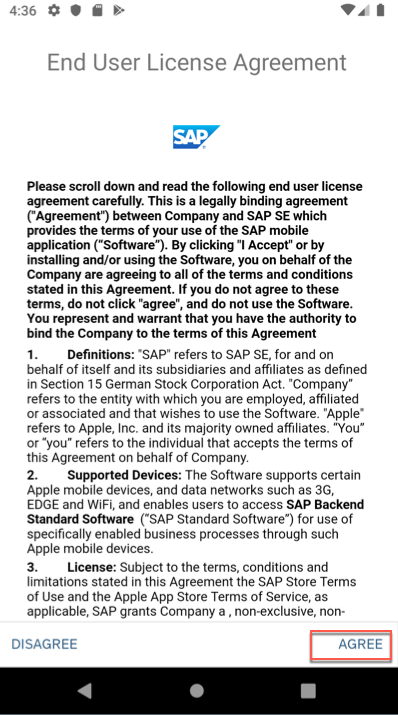 4:36
End User License Agreement
SAP
Please scroll down and read the following end user license
agreement carefully. This is a legally binding agreement
("Agreement") between Company and SAP SE which
provides the terms of your use of the SAP mobile
application (“Software”). By clicking "I Accept" or by
installing and/or using the Software, you on behalf of the
Company are agreeing to all of the terms and conditions
stated in this Agreement. If you do not agree to these
terms, do not click "agree", and do not use the Software.
You represent and warrant that you have the authority to
bind the Company to the terms of this Agreement
1. Definitions: "SAP" refers to SAP SE, for and on
behalf of itself and its subsidiaries and affiliates as defined
in Section 15 German Stock Corporation Act. "Company”
refers to the entity with which you are employed, affiliated
or associated and that wishes to use the Software. "Apple"
refers to Apple, Inc. and its majority owned affiliates. “You”
or “you” refers to the individual that accepts the terms of
this Agreement on behalf of Company.
2. Supported Devices: The Software supports certain
Apple mobile devices, and data networks such as 3G,
EDGE and WiFi, and enables users to access SAP Backend
Standard Software (“SAP Standard Software”) for use of
specifically enabled business processes through such
Apple mobile devices.
3. License: Subject to the terms, conditions and
limitations stated in this Agreement the SAP Store Terms
of Use and the Apple App Store Terms of Service, as
applicable, SAP grants Company a , non-exclusive, non-
DISAGREE AGREE